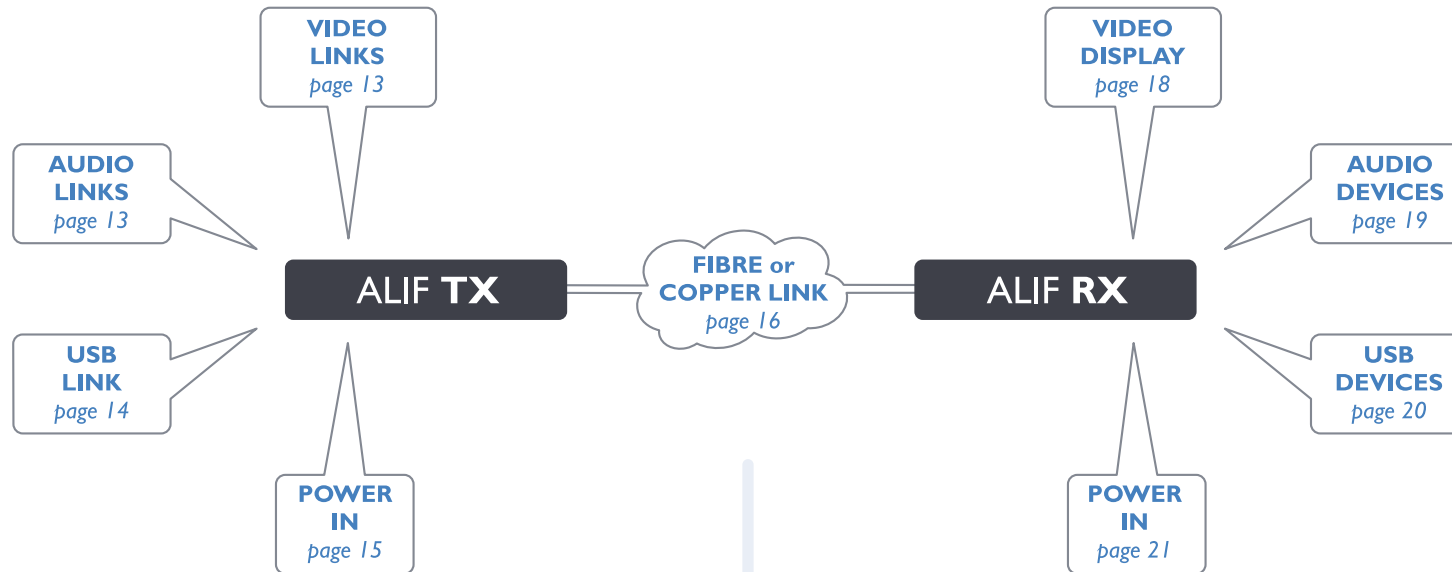 VIDEO
LINKS
page 13
VIDEO
DISPLAY
page 18
AUDIO
LINKS
page 13
AUDIO
DEVICES
page 19
ALIF TX
FIBRE or
COPPER LINK
page 16
ALIF RX
USB
LINK
page 14
USB
DEVICES
page 20
POWER
IN
page 15
POWER
IN
page 21